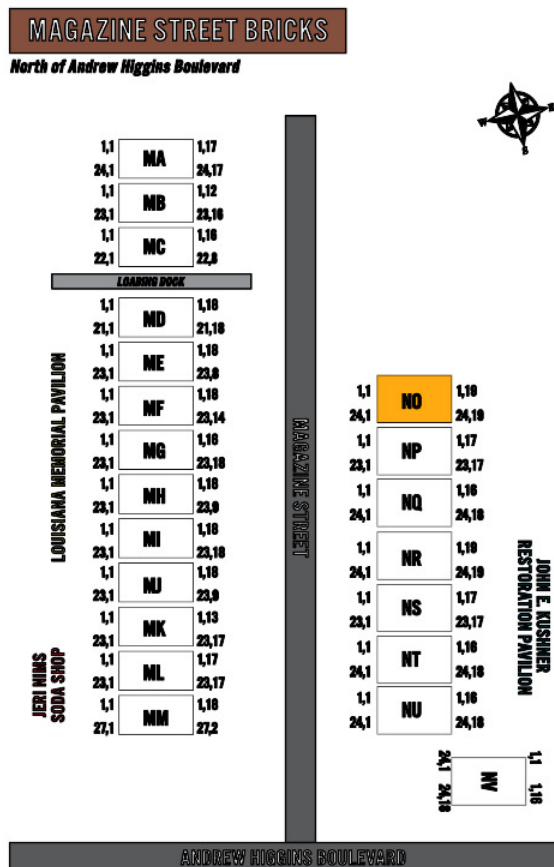 MAGAZINE STREET BRICKS
North of Andrew Higgins Boulevard
W
S
1,1 MA 1,17
24,1 24,17
1,1 MB 1,12
23,1 23,16
1,1 MC 1,16
22,1 22,8
LOADING DOCK
1,1 MD 1,18
21,1 21,18
1,1 ME 1,18
23,1 23,8
1,1 MF 1,18
23,1 23,14
1,1 MG 1,16
23,1 23,18
1,1 MH 1,18
23,1 23,9
1,1 MI 1,18
23,1 23,18
1,1 MJ 1,18
23,1 23,9
1,1 MK 1,13
23,1 23,17
1,1 ML 1,17
23,1 23,17
1,1 MM 1,18
27,1 27,2
LOUISIANA MEMORIAL PAVILION
JERI NIMS
SODA SHOP
MAGAZINE STREET
1,1 NO 1,19
24,1 24,19
1,1 NP 1,17
23,1 23,17
1,1 NQ 1,16
24,1 24,18
1,1 NR 1,19
24,1 24,19
1,1 NS 1,17
23,1 23,17
1,1 NT 1,16
24,1 24,18
1,1 NU 1,16
24,1 24,18
JOHN E. KUSHNER
RESTORATION PAVILION
24,1 NV 1,1
24,18 1,16
ANDREW HIGGINS BOULEVARD